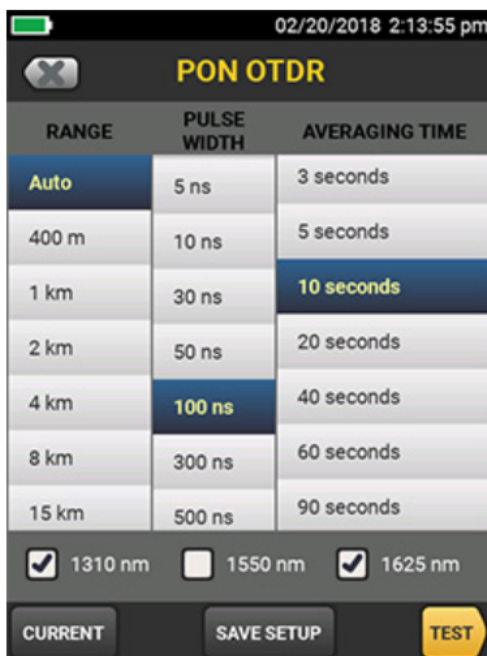 02/20/2018 2:13:55 pm
PON OTDR
RANGE
PULSE
WIDTH
AVERAGING TIME
Auto
400 m
1 km
2 km
4 km
8 km
15 km
5 ns
10 ns
30 ns
50 ns
100 ns
300 ns
500 ns
3 seconds
5 seconds
10 seconds
20 seconds
40 seconds
60 seconds
90 seconds
1310 nm 1550 nm 1625 nm
CURRENT SAVE SETUP TEST